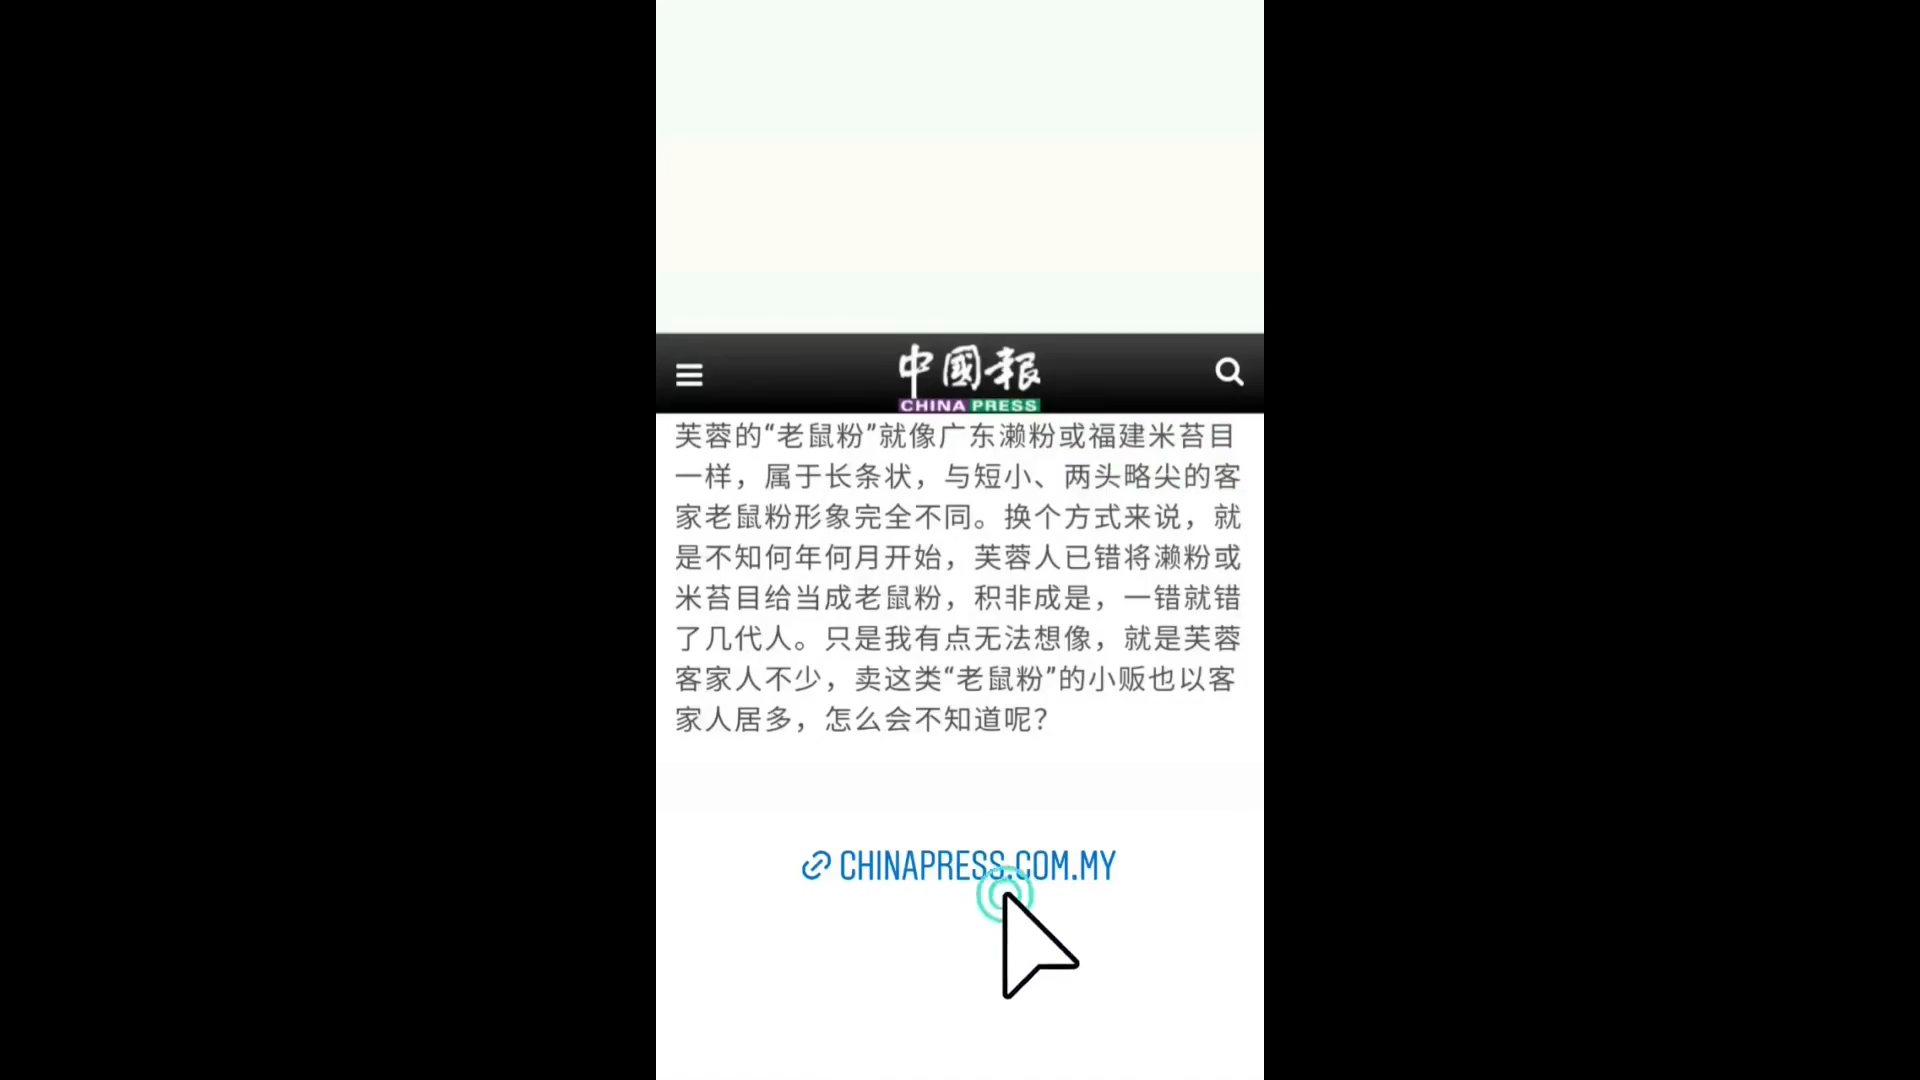 中國報
CHINA PRESS
芙蓉的“老鼠粉”就像广东濑粉或福建米苔目
一样，属于长条状，与短小、两头略尖的客
家老鼠粉形象完全不同。换个方式来说，就
是不知何年何月开始，芙蓉人已错将濑粉或
米苔目给当成老鼠粉，积非成是，一错就错
了几代人。只是我有点无法想像，就是芙蓉
客家人不少，卖这类“老鼠粉”的小贩也以客
家人居多，怎么会不知道呢？
CHINAPRESS.COM.MY